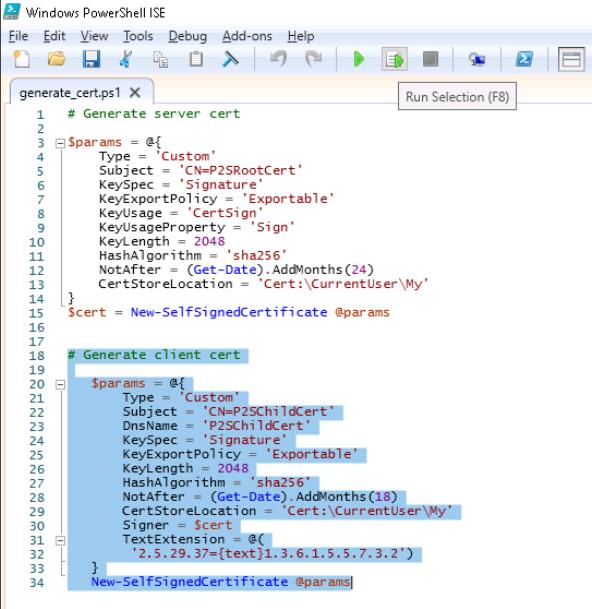 Windows PowerShell ISE
File Edit View Tools Debug Add-ons Help
Run Selection (F8)
generate_cert.ps1
1 # Generate server cert
2
3 $params = @{
4 Type = 'Custom'
5 Subject = 'CN=P2SRootCert'
6 KeySpec = 'Signature'
7 KeyExportPolicy = 'Exportable'
8 KeyUsage = 'CertSign'
9 KeyUsageProperty = 'Sign'
10 KeyLength = 2048
11 HashAlgorithm = 'sha256'
12 NotAfter = (Get-Date).AddMonths(24)
13 CertStoreLocation = 'Cert:\CurrentUser\My'
14 }
15 $cert = New-SelfSignedCertificate @params
16
17
18 # Generate client cert
19
20 $params = @{
21 Type = 'Custom'
22 Subject = 'CN=P2SChildCert'
23 DnsName = 'P2SChildCert'
24 KeySpec = 'Signature'
25 KeyExportPolicy = 'Exportable'
26 KeyLength = 2048
27 HashAlgorithm = 'sha256'
28 NotAfter = (Get-Date).AddMonths(18)
29 CertStoreLocation = 'Cert:\CurrentUser\My'
30 Signer = $cert
31 TextExtension = @(
32 '2.5.29.37={text}1.3.6.1.5.5.7.3.2')
33 }
34 New-SelfSignedCertificate @params